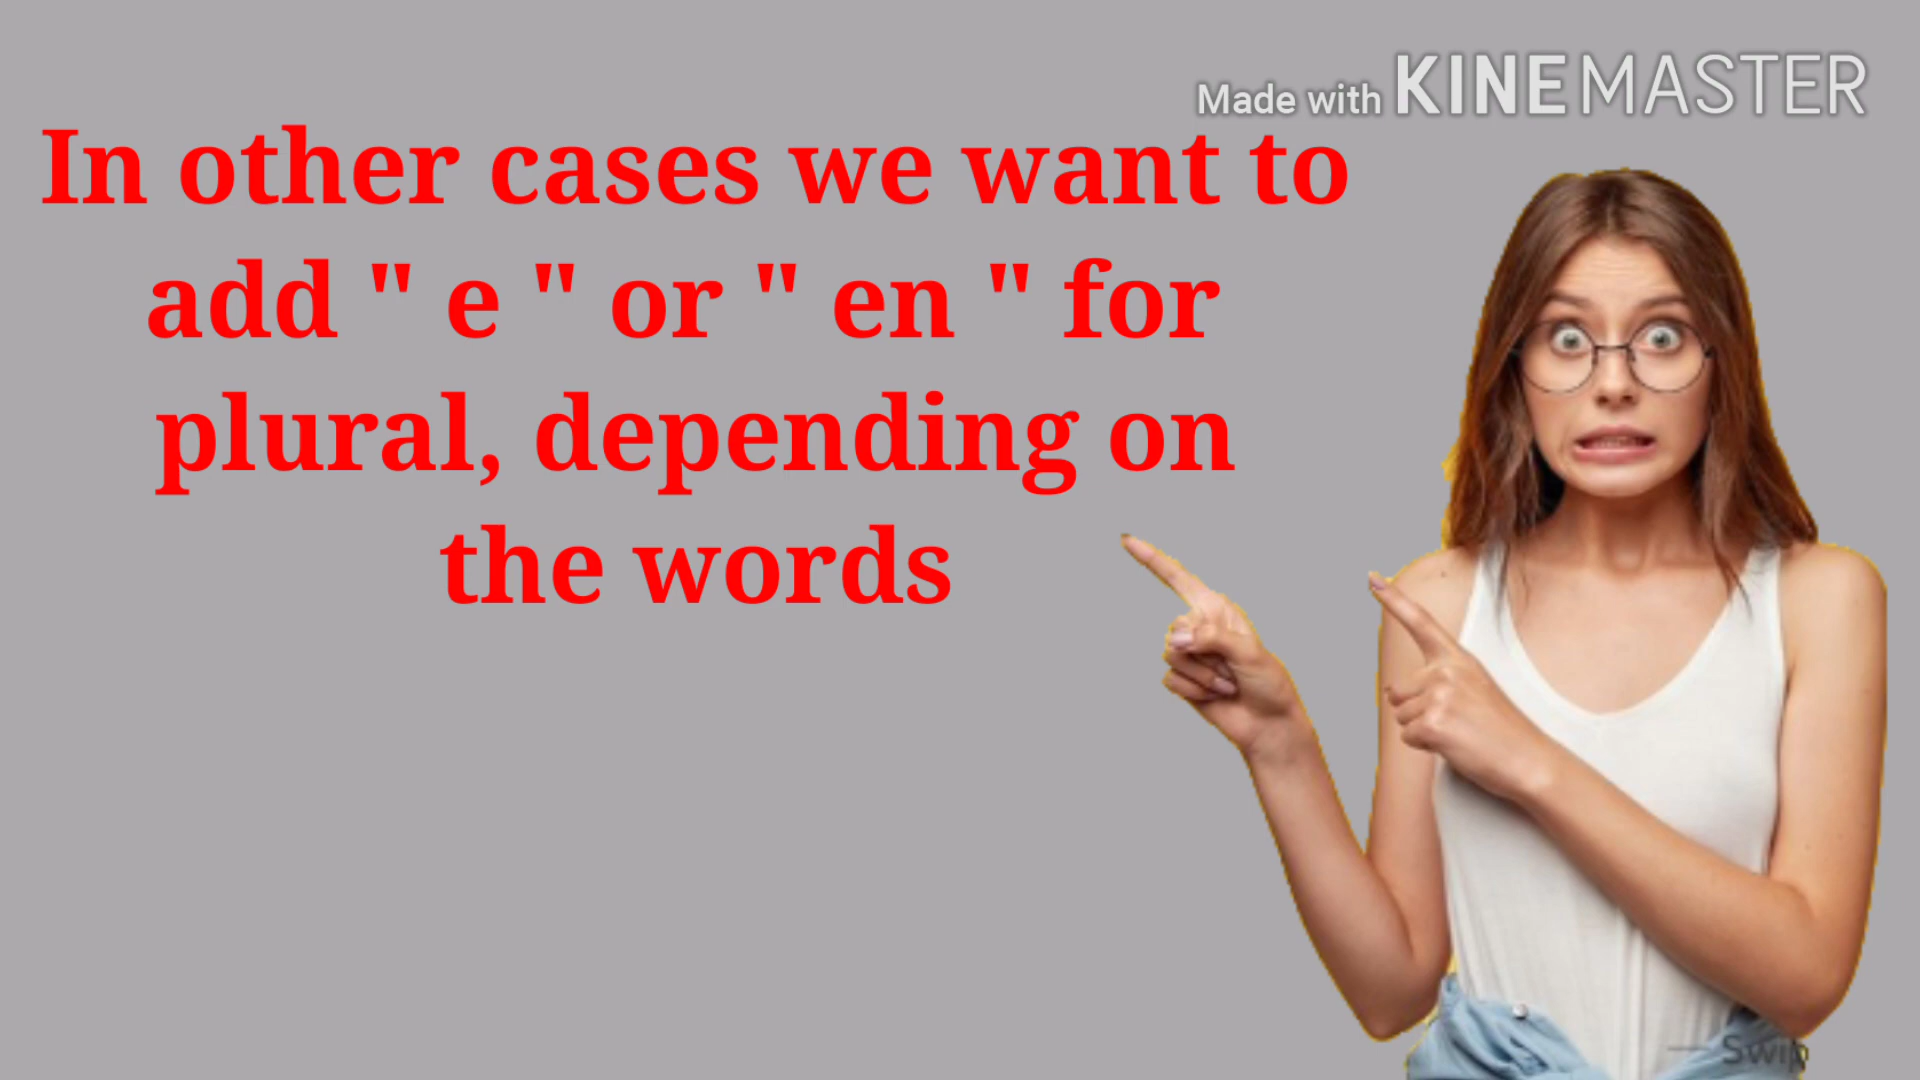 Made with KINEMASTER
In other cases we want to
add " e " or " en " for
plural, depending on
the words